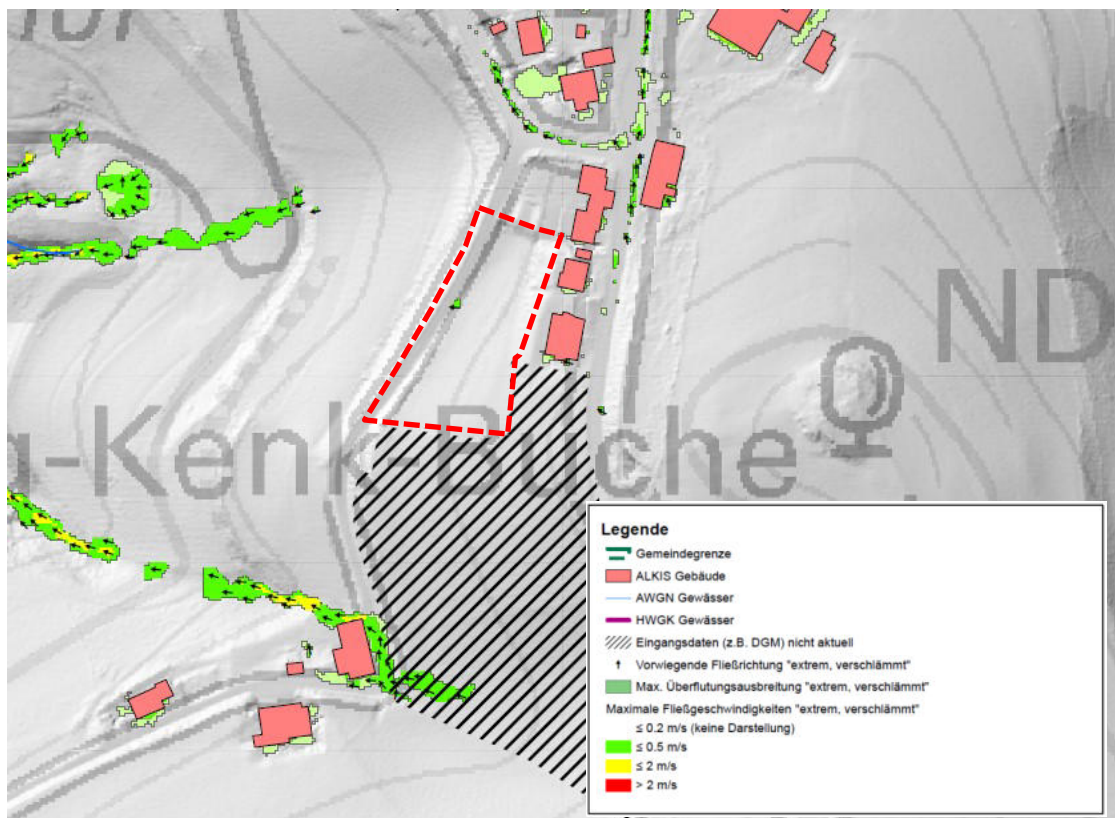 ND
-Kenk-Buche
Legende
Gemeindegrenze
ALKIS Gebäude
AWGN Gewässer
HWGK Gewässer
Eingangsdaten (z.B. DGM) nicht aktuell
Vorwiegende Fließrichtung "extrem, verschlämmt"
Max. Überflutungsausbreitung "extrem, verschlämmt"
Maximale Fließgeschwindigkeiten "extrem, verschlämmt"
≤ 0.2 m/s (keine Darstellung)
≤ 0.5 m/s
≤ 2 m/s
> 2 m/s